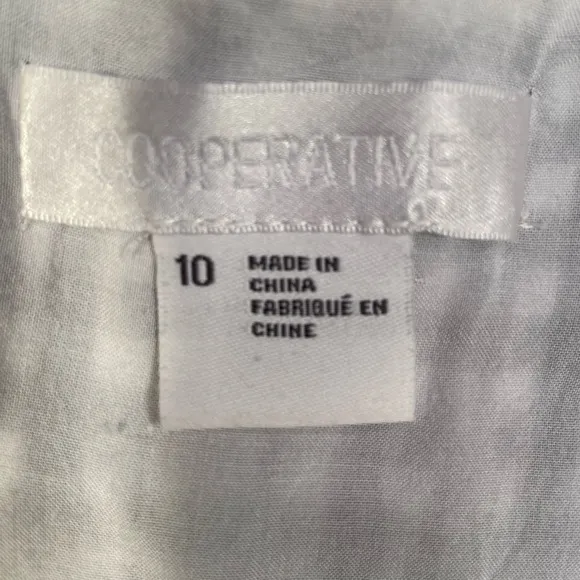 COOPERATIVE
10
MADE IN
CHINA
FABRIQUÉ EN
CHINE